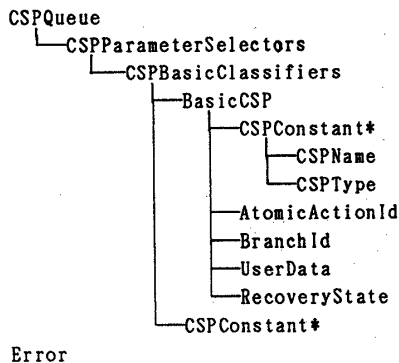 CSPQueue
CSPParameterSelectors
CSPBasicClassifiers
BasicCSP
CSPConstant*
CSPName
CSPType
AtomicActionId
BranchId
UserData
RecoveryState
CSPConstant*
Error